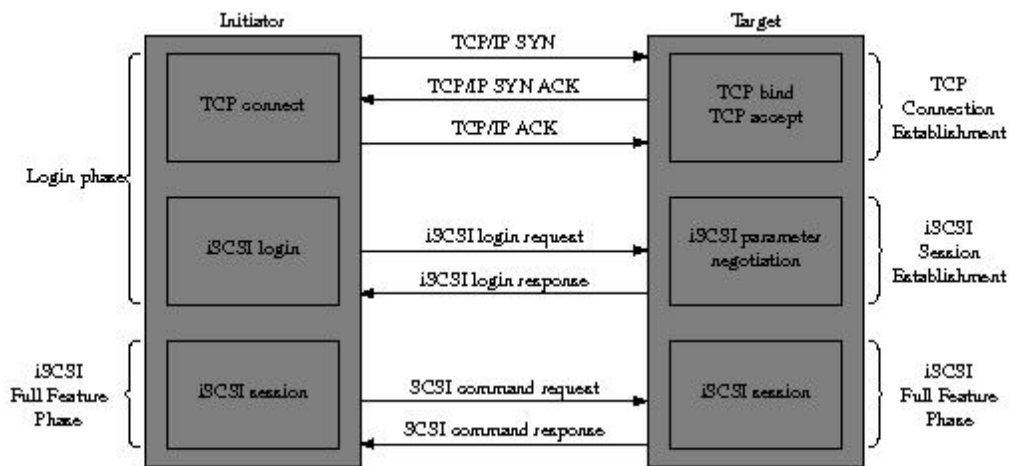 Initiator
Target
TCP/IP SYN
TCP/IP SYN ACK
TCP/IP ACK
TCP connect
TCP bind
TCP accept
TCP
Connection
Establishment
Login phase
iSCSI login
iSCSI login request
iSCSI login response
iSCSI parameter
negotiation
iSCSI
Session
Establishment
iSCSI
Full Feature
Phase
iSCSI session
SCSI command request
SCSI command response
iSCSI session
iSCSI
Full Feature
Phase